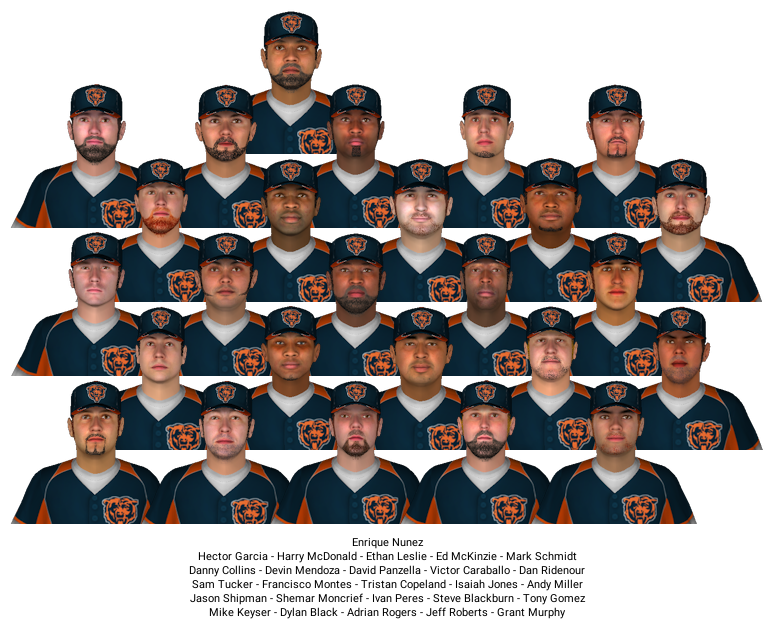 Enrique Nunez
Hector Garcia - Harry McDonald - Ethan Leslie - Ed McKinzie - Mark Schmidt
Danny Collins - Devin Mendoza - David Panzella - Victor Caraballo - Dan Ridenour
Sam Tucker - Francisco Montes - Tristan Copeland - Isaiah Jones - Andy Miller
Jason Shipman - Shemar Moncrief - Ivan Peres - Steve Blackburn - Tony Gomez
Mike Keyser - Dylan Black - Adrian Rogers - Jeff Roberts - Grant Murphy